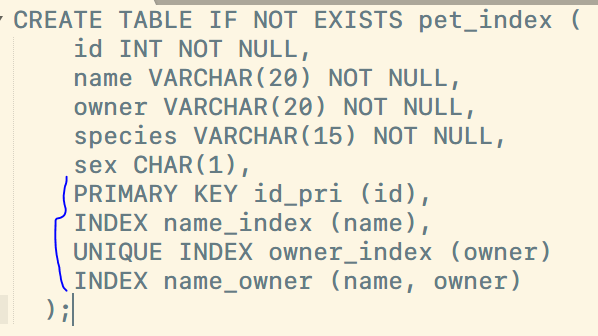 CREATE TABLE IF NOT EXISTS pet_index (
id INT NOT NULL,
name VARCHAR(20) NOT NULL,
owner VARCHAR(20) NOT NULL,
species VARCHAR(15) NOT NULL,
sex CHAR(1),
PRIMARY KEY id_pri (id),
INDEX name_index (name),
UNIQUE INDEX owner_index (owner)
INDEX name_owner (name, owner)
);